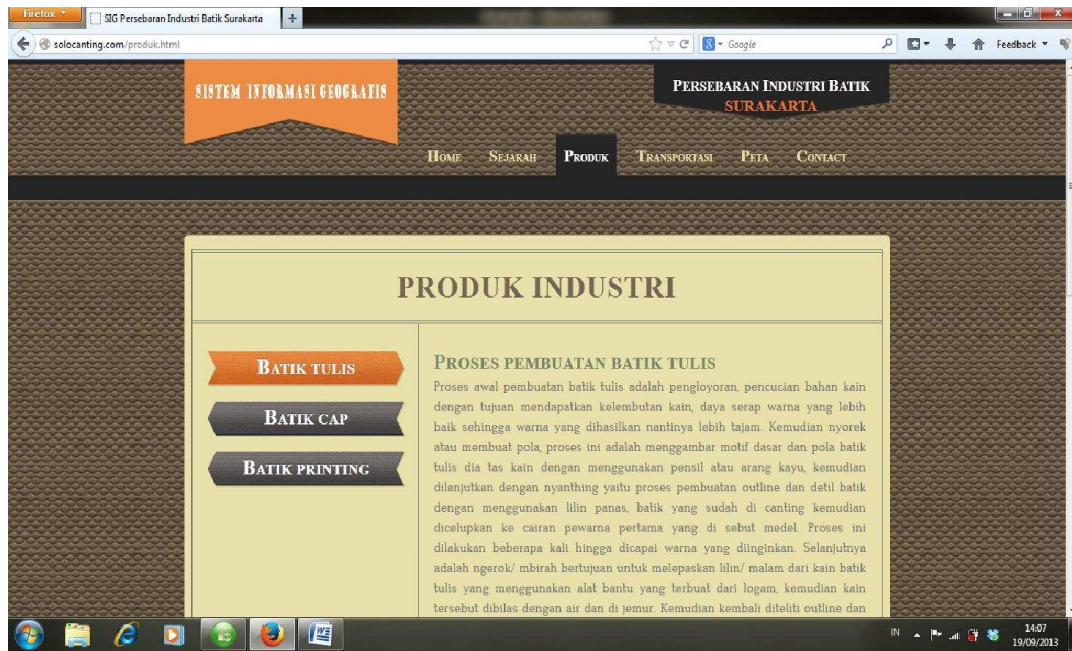 Firefox
SIG Persebaran Industri Batik Surakarta
solocanting.com/produk.html
Google
Feedback
SISTEM INFORMASI GEOGRAFIS
PERSEBARAN INDUSTRI BATIK
SURAKARTA
HOME SEJARAH PRODUK TRANSPORTASI PETA CONTACT
PRODUK INDUSTRI
BATIK TULIS
BATIK CAP
BATIK PRINTING
PROSES PEMBUATAN BATIK TULIS
Proses awal pembuatan batik tulis adalah pengloyoran, pencucian bahan kain
dengan tujuan mendapatkan kelembutan kain, daya serap warna yang lebih
baik sehingga warna yang dihasilkan nantinya lebih tajam. Kemudian nyorek
atau membuat pola, proses ini adalah menggambar motif dasar dan pola batik
tulis dia tas kain dengan menggunakan pensil atau arang kayu, kemudian
dilanjutkan dengan nyanthing yaitu proses pembuatan outline dan detil batik
dengan menggunakan lilin panas, batik yang sudah di canting kemudian
dicelupkan ke cairan pewarna pertama yang di sebut medel. Proses ini
dilakukan beberapa kali hingga dicapai warna yang diinginkan. Selanjutnya
adalah ngerok/ mbirah bertujuan untuk melepaskan lilin/ malam dari kain batik
tulis yang menggunakan alat bantu yang terbuat dari logam, kemudian kain
tersebut dibilas dengan air dan di jemur. Kemudian kembali diteliti outline dan
IN
14:07
19/09/2013